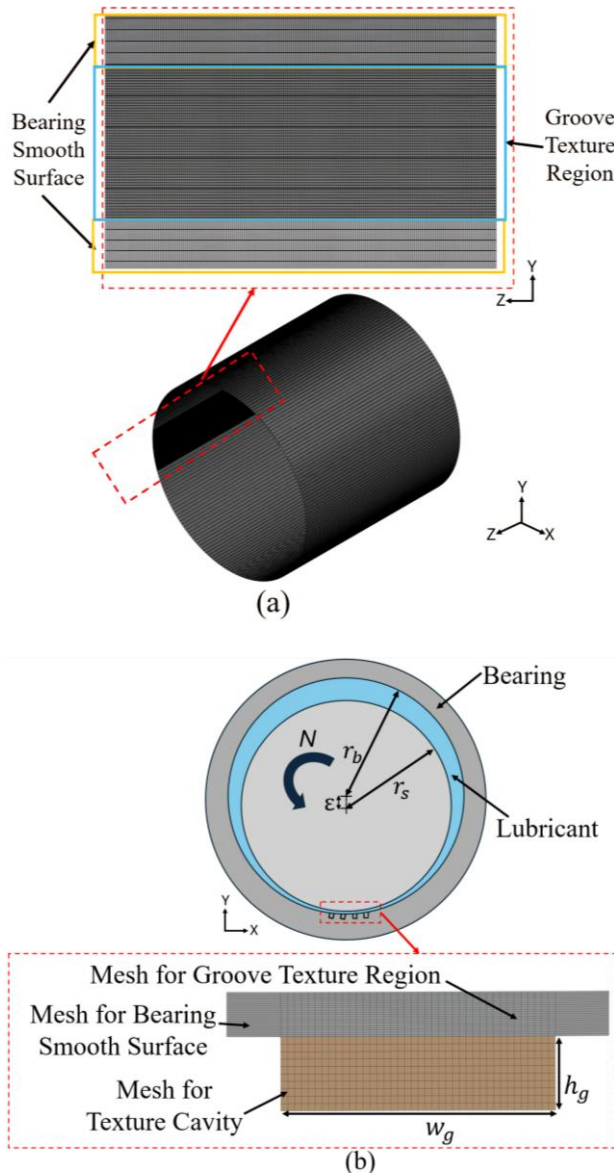 Bearing
Smooth
Surface
Groove
Texture
Region
Y
Z
Y
Z
X
(a)
Bearing
N
r_b
r_s
ε
Lubricant
Y
X
Mesh for Groove Texture Region
Mesh for Bearing
Smooth Surface
Mesh for
Texture Cavity
h_g
w_g
(b)